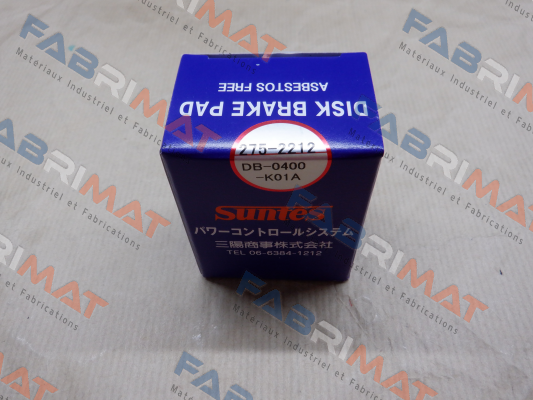 DISK BRAKE PAD
ASBESTOS FREE
275-2212
DB-0400
-K01A
Suntes
パワーコントロールシステム
三陽商事株式会社
TEL 06-6384-1212
FABRIMAT
Materiaux Industriel et Fabrications